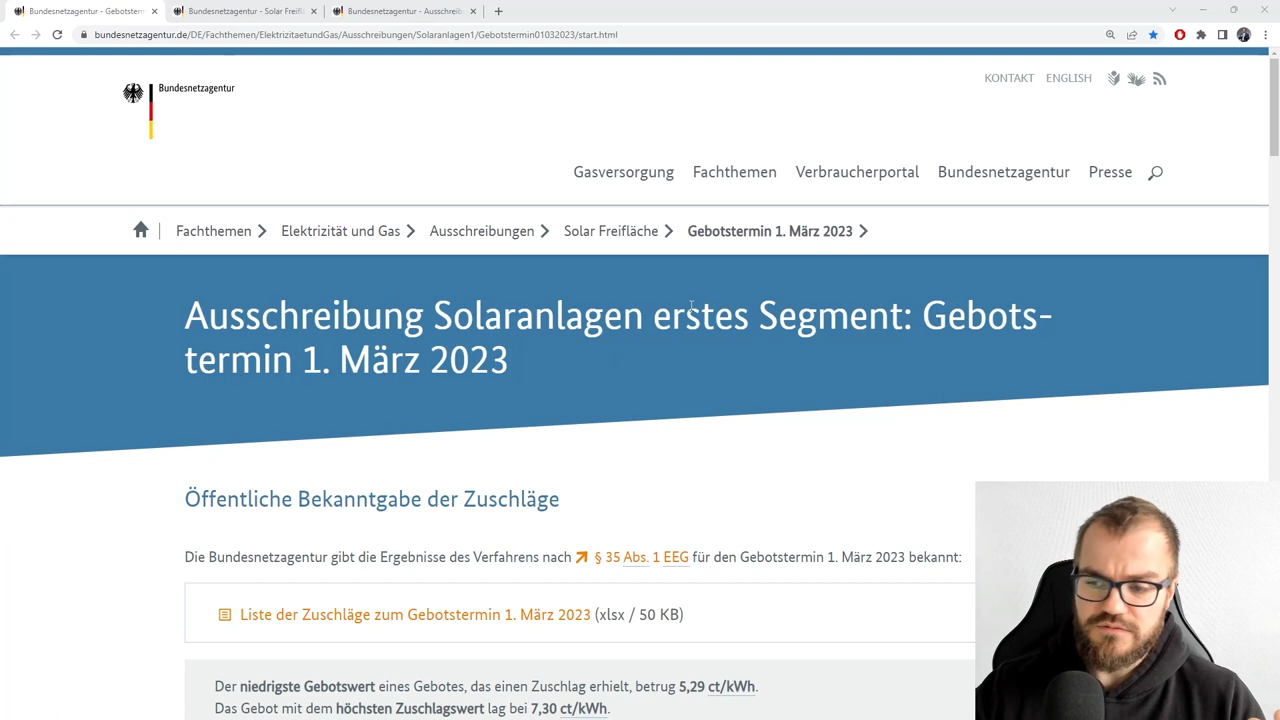 Bundesnetzagentur - Gebotsterm
Bundesnetzagentur - Solar Freiflä
Bundesnetzagentur - Ausschreib
bundesnetzagentur.de/DE/Fachthemen/ElektrizitaetundGas/Ausschreibungen/Solaranlagen1/Gebotstermin01032023/start.html
KONTAKT ENGLISH
Bundesnetzagentur
Gasversorgung Fachthemen Verbraucherportal Bundesnetzagentur Presse
Fachthemen Elektrizität und Gas Ausschreibungen Solar Freifläche Gebotstermin 1. März 2023
Ausschreibung Solaranlagen erstes Segment: Gebots-
termin 1. März 2023
Öffentliche Bekanntgabe der Zuschläge
Die Bundesnetzagentur gibt die Ergebnisse des Verfahrens nach § 35 Abs. 1 EEG für den Gebotstermin 1. März 2023 bekannt:
Liste der Zuschläge zum Gebotstermin 1. März 2023 (xlsx / 50 KB)
Der niedrigste Gebotswert eines Gebotes, das einen Zuschlag erhielt, betrug 5,29 ct/kWh.
Das Gebot mit dem höchsten Zuschlagswert lag bei 7,30 ct/kWh.